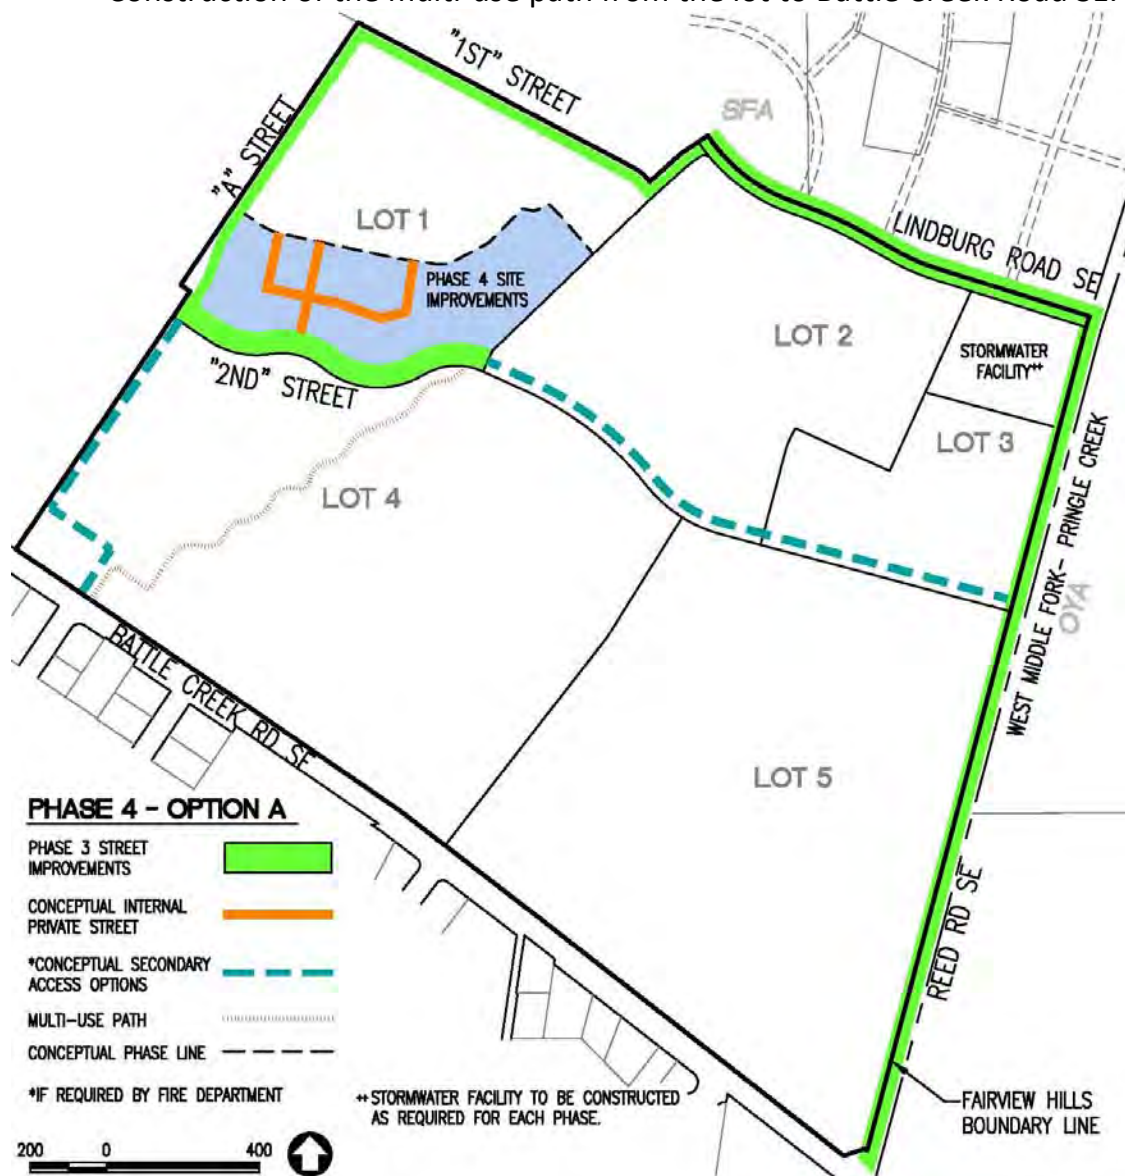 Construction of the multi-use path from the lot to Battle Creek Road SE.
"1ST" STREET
SFA
"A" STREET
LOT 1
LINDBURG ROAD SE
PHASE 4 SITE
IMPROVEMENTS
LOT 2
STORMWATER
FACILITY**
"2ND" STREET
LOT 3
LOT 4
WEST MIDDLE FORK- PRINGLE CREEK
OYA
BATTLE CREEK RD SE
LOT 5
REED RD SE
PHASE 4 - OPTION A
PHASE 3 STREET
IMPROVEMENTS
CONCEPTUAL INTERNAL
PRIVATE STREET
*CONCEPTUAL SECONDARY
ACCESS OPTIONS
MULTI-USE PATH
CONCEPTUAL PHASE LINE
*IF REQUIRED BY FIRE DEPARTMENT
** STORMWATER FACILITY TO BE CONSTRUCTED
AS REQUIRED FOR EACH PHASE.
FAIRVIEW HILLS
BOUNDARY LINE
200 0 400